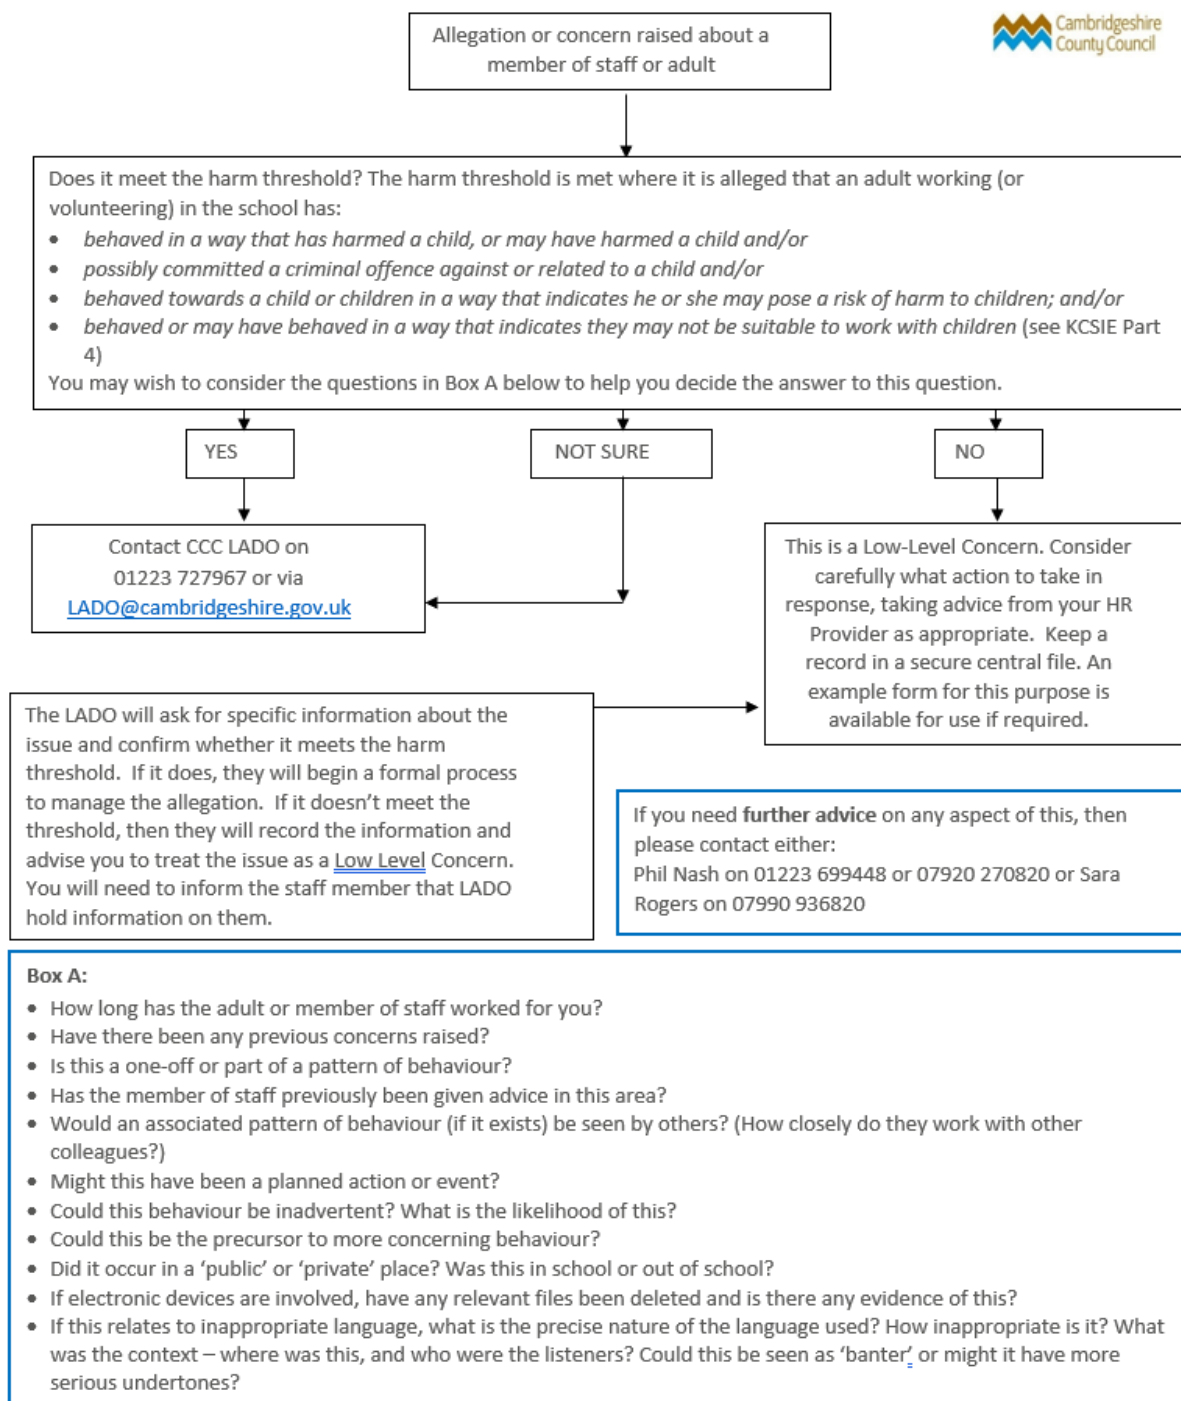 Cambridgeshire
County Council
Allegation or concern raised about a
member of staff or adult
Does it meet the harm threshold? The harm threshold is met where it is alleged that an adult working (or
volunteering) in the school has:
• behaved in a way that has harmed a child, or may have harmed a child and/or
• possibly committed a criminal offence against or related to a child and/or
• behaved towards a child or children in a way that indicates he or she may pose a risk of harm to children; and/or
• behaved or may have behaved in a way that indicates they may not be suitable to work with children (see KCSIE Part
4)
You may wish to consider the questions in Box A below to help you decide the answer to this question.
YES
NOT SURE
NO
Contact CCC LADO on
01223 727967 or via
LADO@cambridgeshire.gov.uk
This is a Low-Level Concern. Consider
carefully what action to take in
response, taking advice from your HR
Provider as appropriate. Keep a
record in a secure central file. An
example form for this purpose is
available for use if required.
The LADO will ask for specific information about the
issue and confirm whether it meets the harm
threshold. If it does, they will begin a formal process
to manage the allegation. If it doesn't meet the
threshold, then they will record the information and
advise you to treat the issue as a Low Level Concern.
You will need to inform the staff member that LADO
hold information on them.
If you need further advice on any aspect of this, then
please contact either:
Phil Nash on 01223 699448 or 07920 270820 or Sara
Rogers on 07990 936820
Box A:
• How long has the adult or member of staff worked for you?
• Have there been any previous concerns raised?
• Is this a one-off or part of a pattern of behaviour?
• Has the member of staff previously been given advice in this area?
• Would an associated pattern of behaviour (if it exists) be seen by others? (How closely do they work with other
colleagues?)
• Might this have been a planned action or event?
• Could this behaviour be inadvertent? What is the likelihood of this?
• Could this be the precursor to more concerning behaviour?
• Did it occur in a 'public' or 'private' place? Was this in school or out of school?
• If electronic devices are involved, have any relevant files been deleted and is there any evidence of this?
• If this relates to inappropriate language, what is the precise nature of the language used? How inappropriate is it? What
was the context – where was this, and who were the listeners? Could this be seen as 'banter' or might it have more
serious undertones?